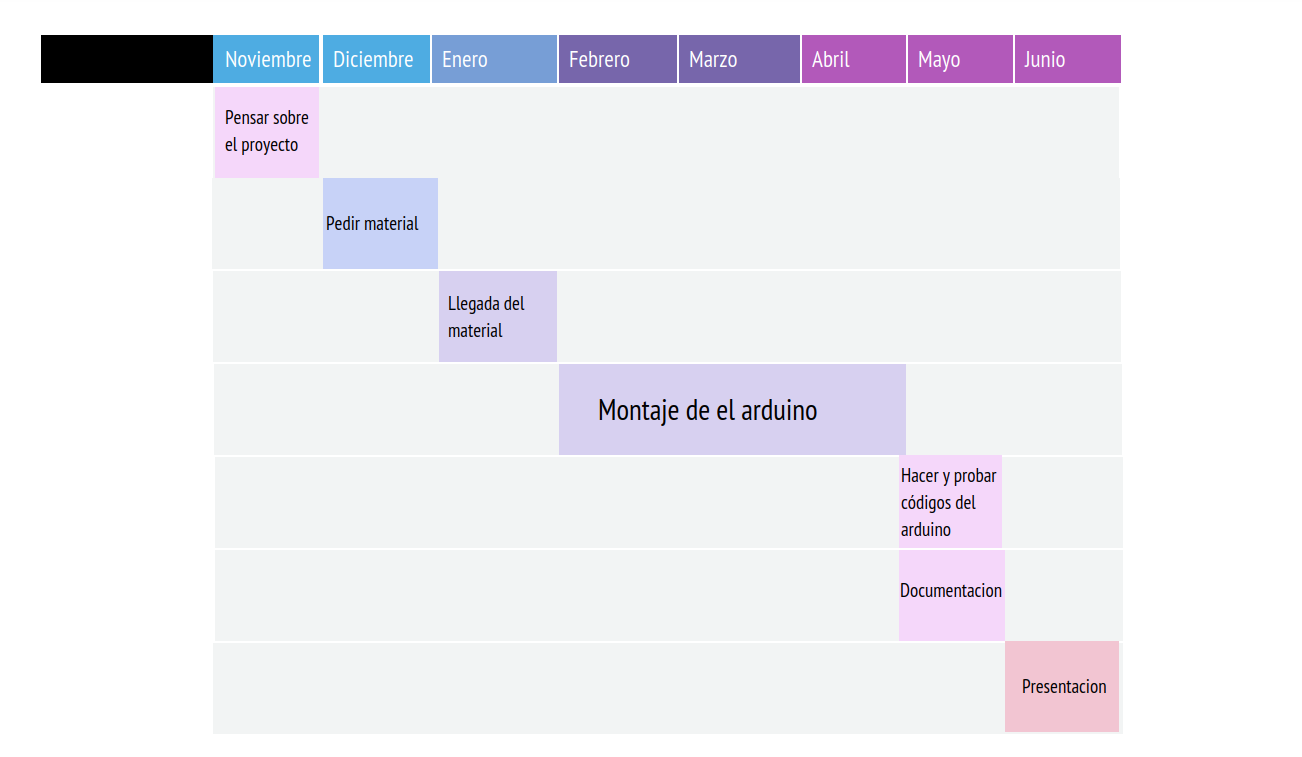 Noviembre Diciembre Enero Febrero Marzo Abril Mayo Junio
Pensar sobre
el proyecto
Pedir material
Llegada del
material
Montaje de el arduino
Hacer y probar
códigos del
arduino
Documentacion
Presentacion